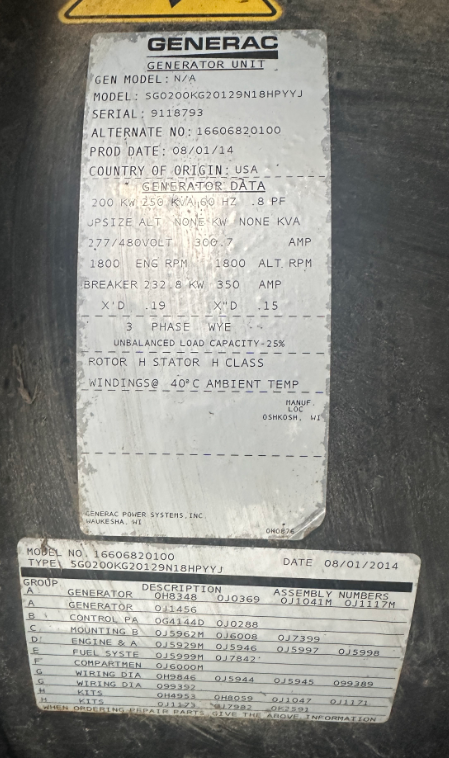 GENERAC
GENERATOR UNIT
GEN MODEL: N/A
MODEL: SG0200KG20129N18HPYYJ
SERIAL: 9118793
ALTERNATE NO: 16606820100
PROD DATE: 08/01/14
COUNTRY OF ORIGIN: USA
GENERATOR DATA
200 KW 250 KVA 60 HZ .8 PF
UPSIZE ALT NONE KW NONE KVA
277/480VOLT 300.7 AMP
1800 ENG RPM 1800 ALT RPM
BREAKER 232.8 KW 350 AMP
X'D .19 X"D .15
3 PHASE WYE --
UNBALANCED LOAD CAPACITY-25%
ROTOR H STATOR H CLASS
WINDINGS@ 40°C AMBIENT TEMP
MANUF
LOC
OSHKOSH, WI
GENERAC POWER SYSTEMS, INC.
WAUKESHA, WI
0H0876
MODEL NO. 16606820100
TYPE SG0200KG20129N18HPYYJ DATE 08/01/2014
GROUP DESCRIPTION ASSEMBLY NUMBERS
A GENERATOR 0H8348 0J0369 0J1041M 0J1117M
A GENERATOR 0J1456
B CONTROL PA 0G4144D 0J0288
C MOUNTING B 0J5962M 0J6008 0J7399
D ENGINE & A 0J5929M 0J5946 0J5997 0J5998
E FUEL SYSTE 0J5999M 0J7842
F COMPARTMEN 0J6000M
G WIRING DIA 0H9846 0J5944 0J5945 099389
G WIRING DIA 099392
H KITS 0H4953 0H8059 0J1047 0J1171
H KITS 0J1173 0J7982 0K2591
WHEN ORDERING REPAIR PARTS, GIVE THE ABOVE INFORMATION